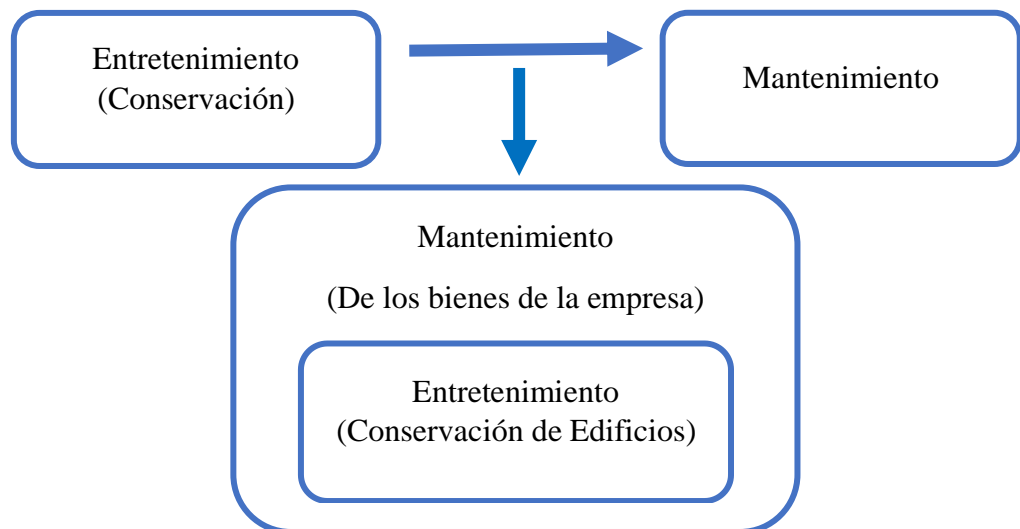 Entretenimiento
(Conservación)
Mantenimiento
Mantenimiento
(De los bienes de la empresa)
Entretenimiento
(Conservación de Edificios)